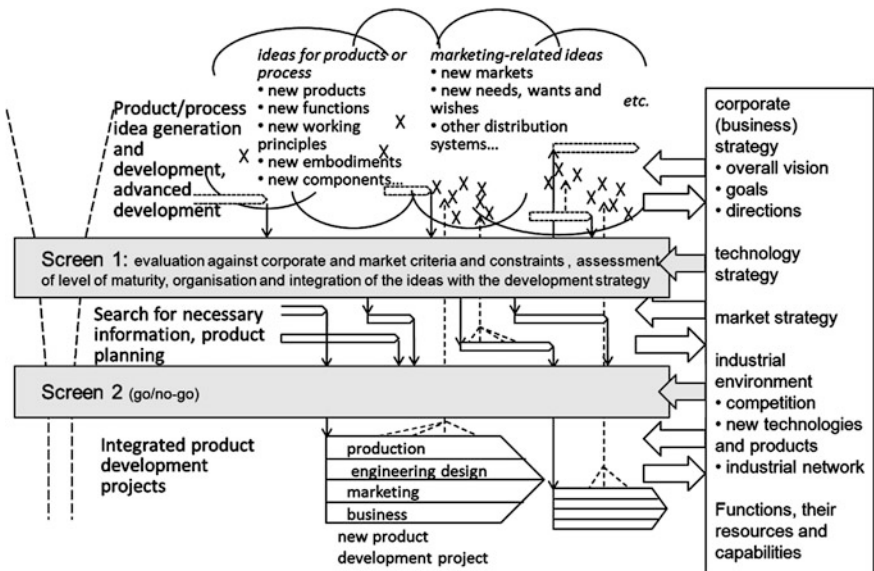 ideas for products or
process
• new products
• new functions
• new working
principles
• new embodiments
• new components...
marketing-related ideas
• new markets
• new needs, wants and
wishes
• other distribution
systems...
etc.
Product/process
idea generation
and
development,
advanced
development
Screen 1: evaluation against corporate and market criteria and constraints , assessment
of level of maturity, organisation and integration of the ideas with the development strategy
Search for necessary
information, product
planning
Screen 2 (go/no-go)
Integrated product
development
projects
production
engineering design
marketing
business
new product
development project
corporate
(business)
strategy
• overall vision
• goals
• directions
technology
strategy
market strategy
industrial
environment
• competition
• new technologies
and products
• industrial network
Functions, their
resources and
capabilities